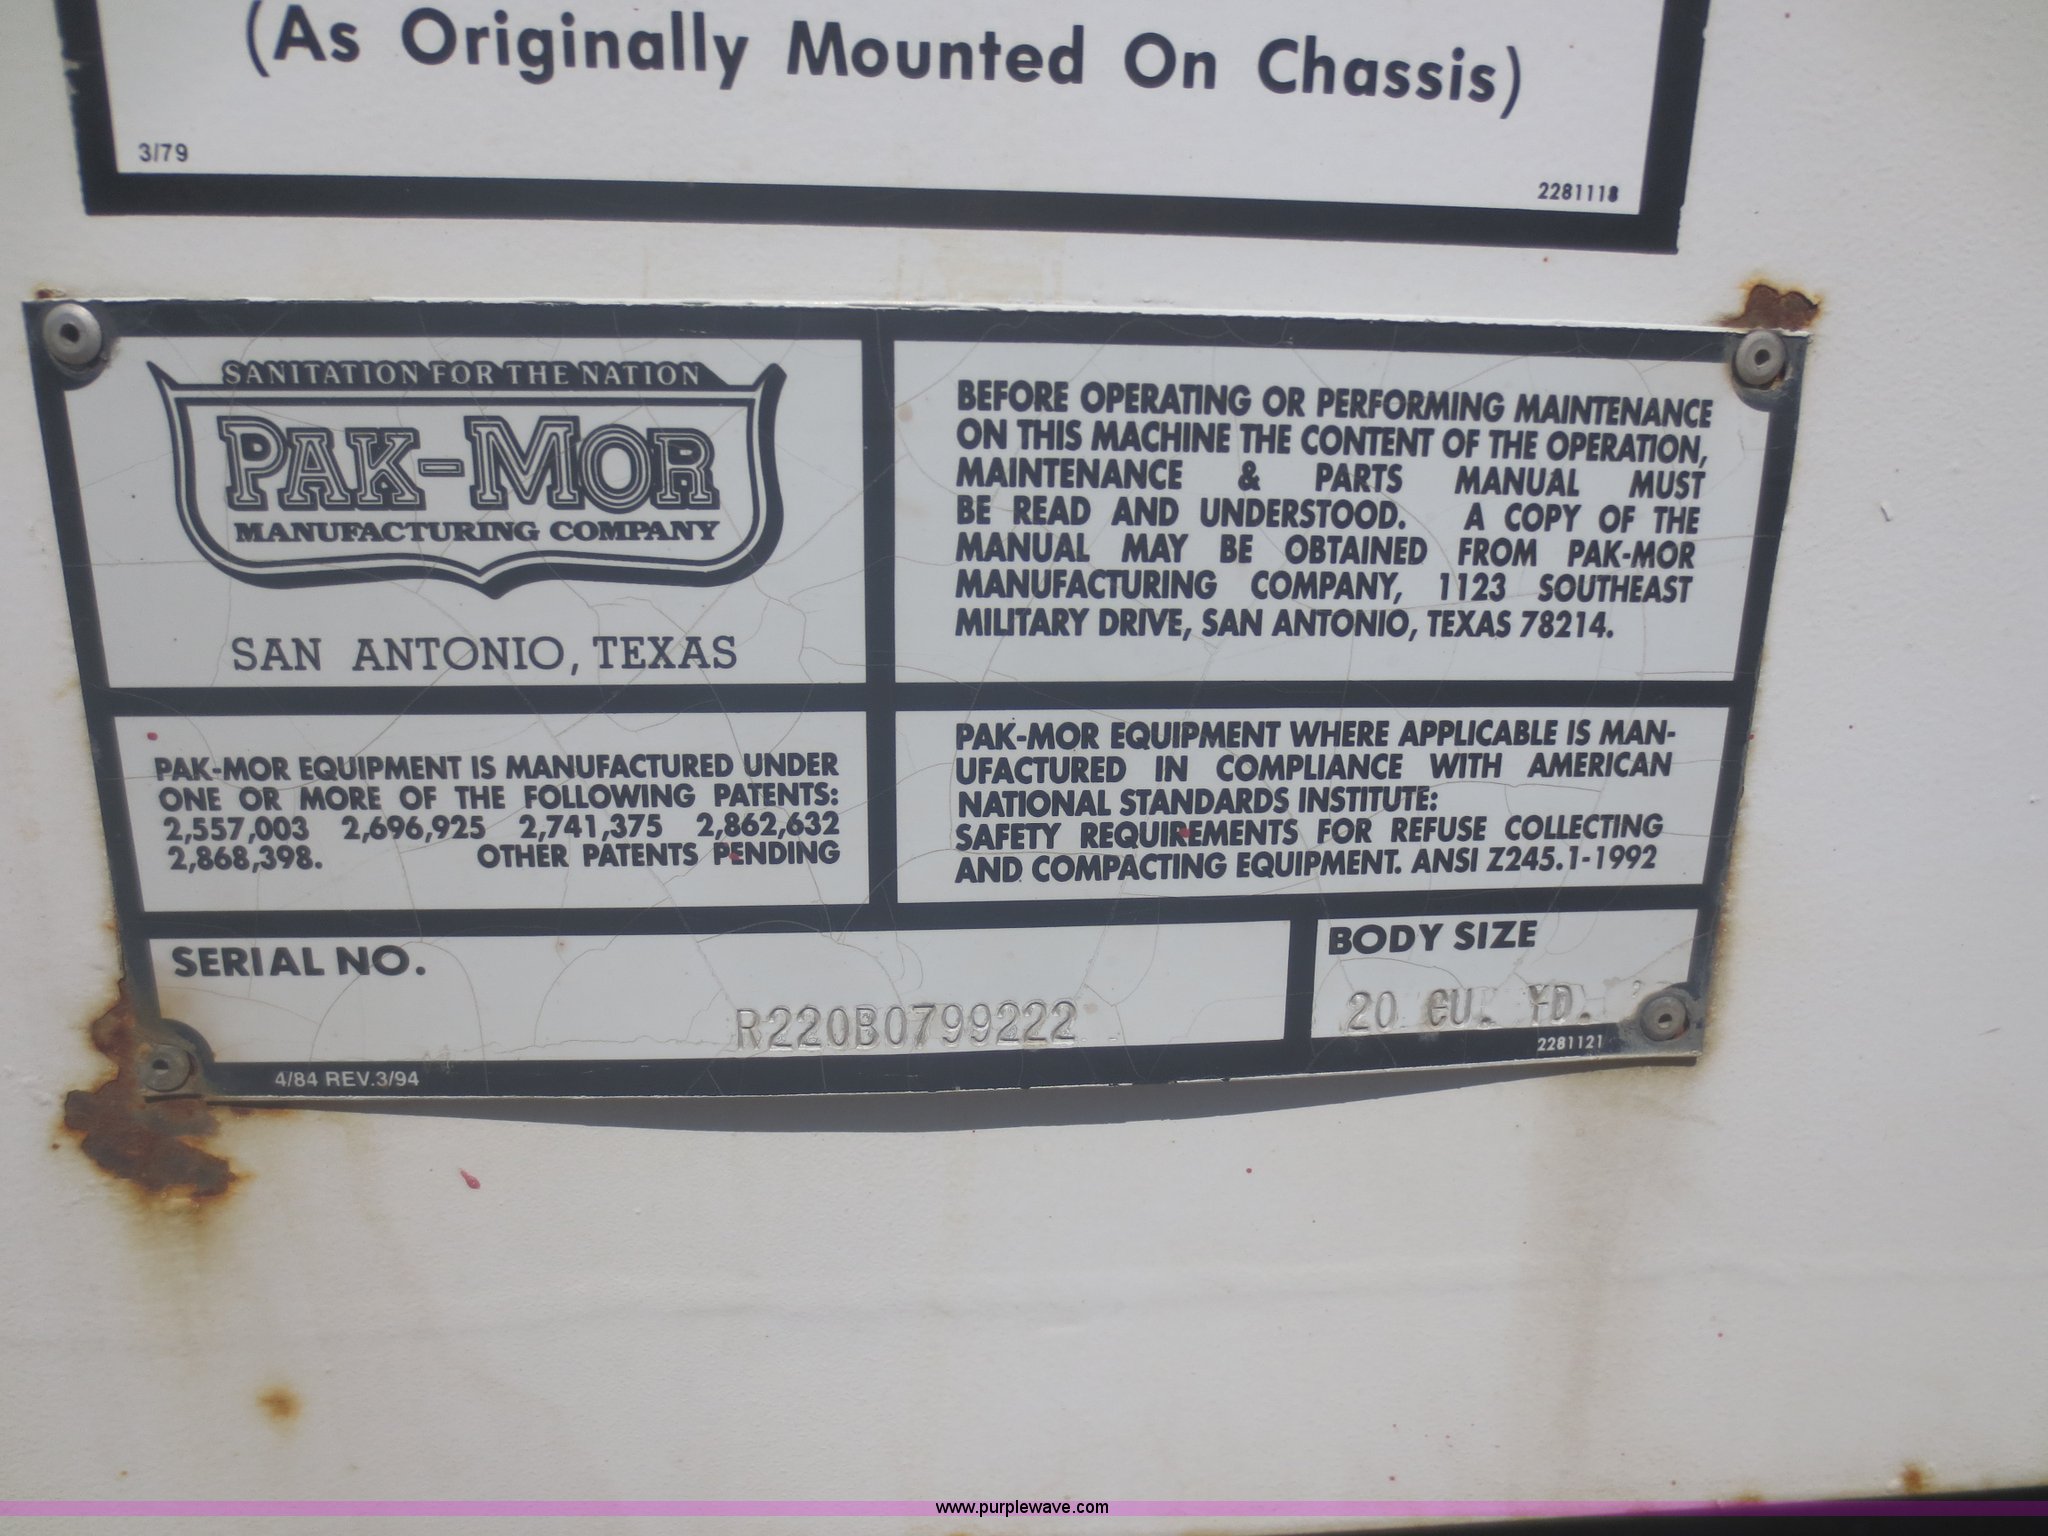 (As Originally Mounted On Chassis)
3/79
2281118
SANITATION FOR THE NATION
PAK-MOR
MANUFACTURING COMPANY
SAN ANTONIO, TEXAS
BEFORE OPERATING OR PERFORMING MAINTENANCE
ON THIS MACHINE THE CONTENT OF THE OPERATION,
MAINTENANCE & PARTS MANUAL MUST
BE READ AND UNDERSTOOD. A COPY OF THE
MANUAL MAY BE OBTAINED FROM PAK-MOR
MANUFACTURING COMPANY, 1123 SOUTHEAST
MILITARY DRIVE, SAN ANTONIO, TEXAS 78214.
PAK-MOR EQUIPMENT IS MANUFACTURED UNDER
ONE OR MORE OF THE FOLLOWING PATENTS:
2,557,003 2,696,925 2,741,375 2,862,632
2,868,398. OTHER PATENTS PENDING
PAK-MOR EQUIPMENT WHERE APPLICABLE IS MAN-
UFACTURED IN COMPLIANCE WITH AMERICAN
NATIONAL STANDARDS INSTITUTE:
SAFETY REQUIREMENTS FOR REFUSE COLLECTING
AND COMPACTING EQUIPMENT. ANSI Z245.1-1992
SERIAL NO.
R220B0799222
BODY SIZE
20 CU. YD.
2281121
4/84 REV.3/94
www.purplewave.com